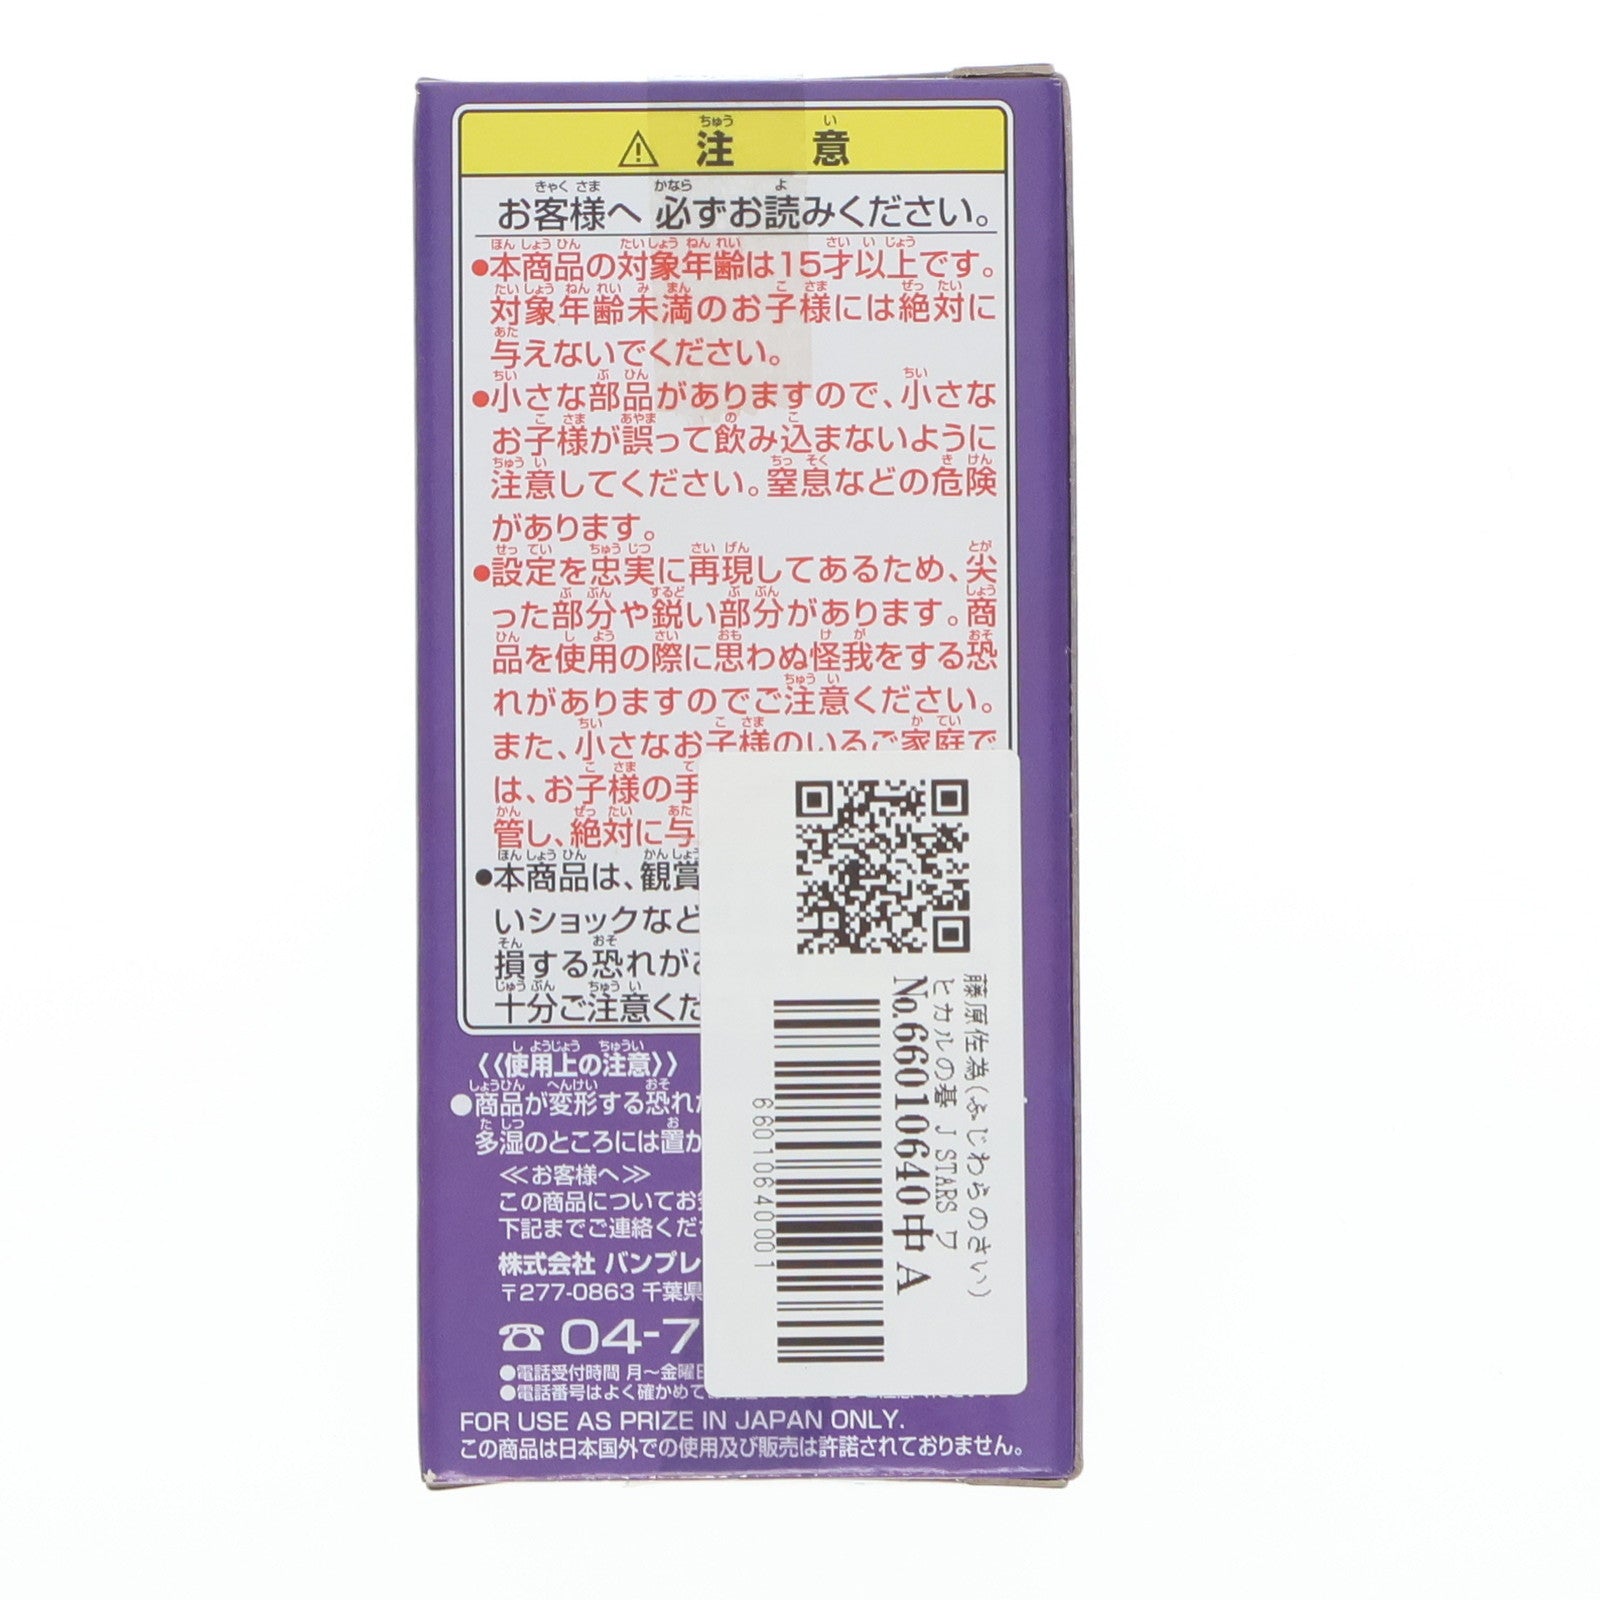 注意
お客様へ 必ずお読みください。
●本商品の対象年齢は15才以上です。
対象年齢未満のお子様には絶対に
与えないでください。
●小さな部品がありますので、小さな
お子様が誤って飲み込まないように
注意してください。窒息などの危険
があります。
●設定を忠実に再現してあるため、尖
った部分や鋭い部分があります。商
品を使用の際に思わぬ怪我をする恐
れがありますのでご注意ください。
また、小さなお子様のいるご家庭で
は、お子様の手
管し、絶対に与
●本商品は、観賞
いショックなど
損する恐れがあ
十分ご注意くだ
《使用上の注意》
●商品が変形する恐れが
多湿のところには置か
≪お客様へ≫
この商品についてお
下記までご連絡くだ
株式会社 バンプレ
〒277-0863 千葉県
☎ 04-7
●電話受付時間 月〜金曜日
●電話番号はよく確かめて
FOR USE AS PRIZE IN JAPAN ONLY.
この商品は日本国外での使用及び販売は許諾されておりません。
藤原佐為(ふじわらのさい)
ヒカルの碁 J STARS ワ
No.66010640中 A
660106400001